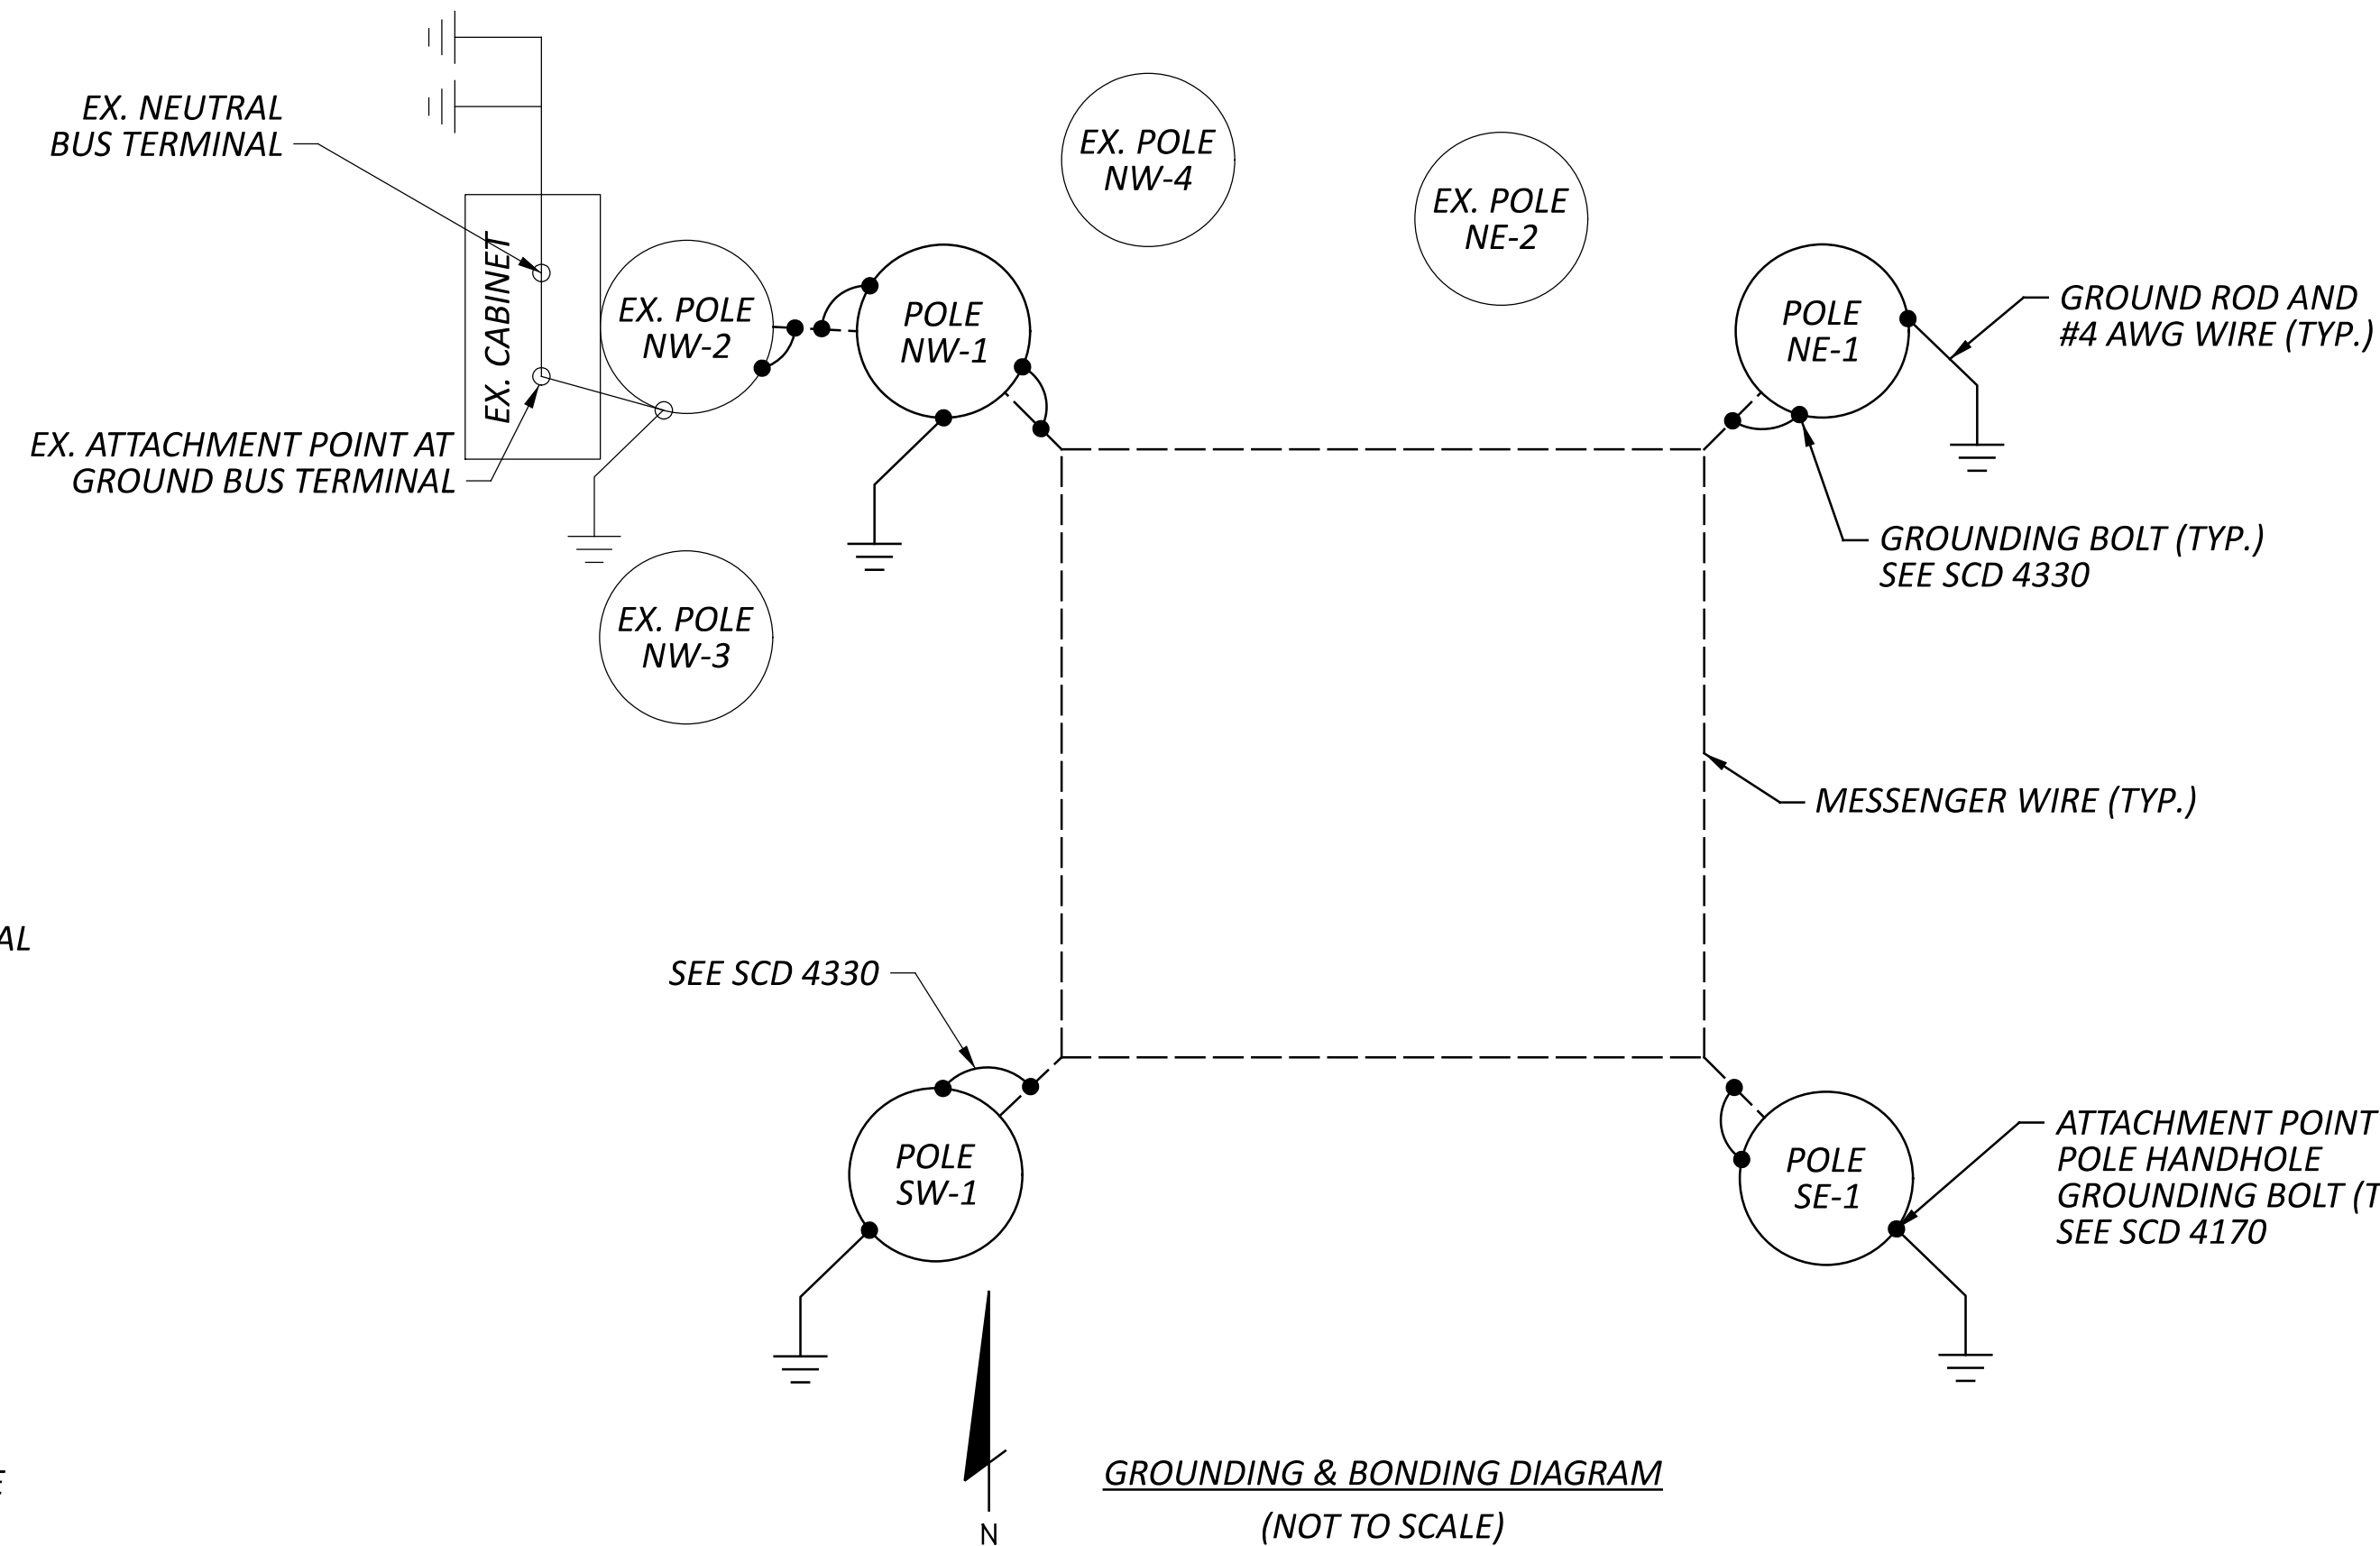 EX. NEUTRAL
BUS TERMINAL
EX. CABINET
EX. ATTACHMENT POINT AT
GROUND BUS TERMINAL
EX. POLE
NW-2
POLE
NW-1
EX. POLE
NW-4
EX. POLE
NE-2
POLE
NE-1
GROUND ROD AND
#4 AWG WIRE (TYP.)
GROUNDING BOLT (TYP.)
SEE SCD 4330
EX. POLE
NW-3
MESSENGER WIRE (TYP.)
AL
SEE SCD 4330
POLE
SW-1
POLE
SE-1
ATTACHMENT POINT
POLE HANDHOLE
GROUNDING BOLT (T
SEE SCD 4170
E
N
GROUNDING & BONDING DIAGRAM
(NOT TO SCALE)